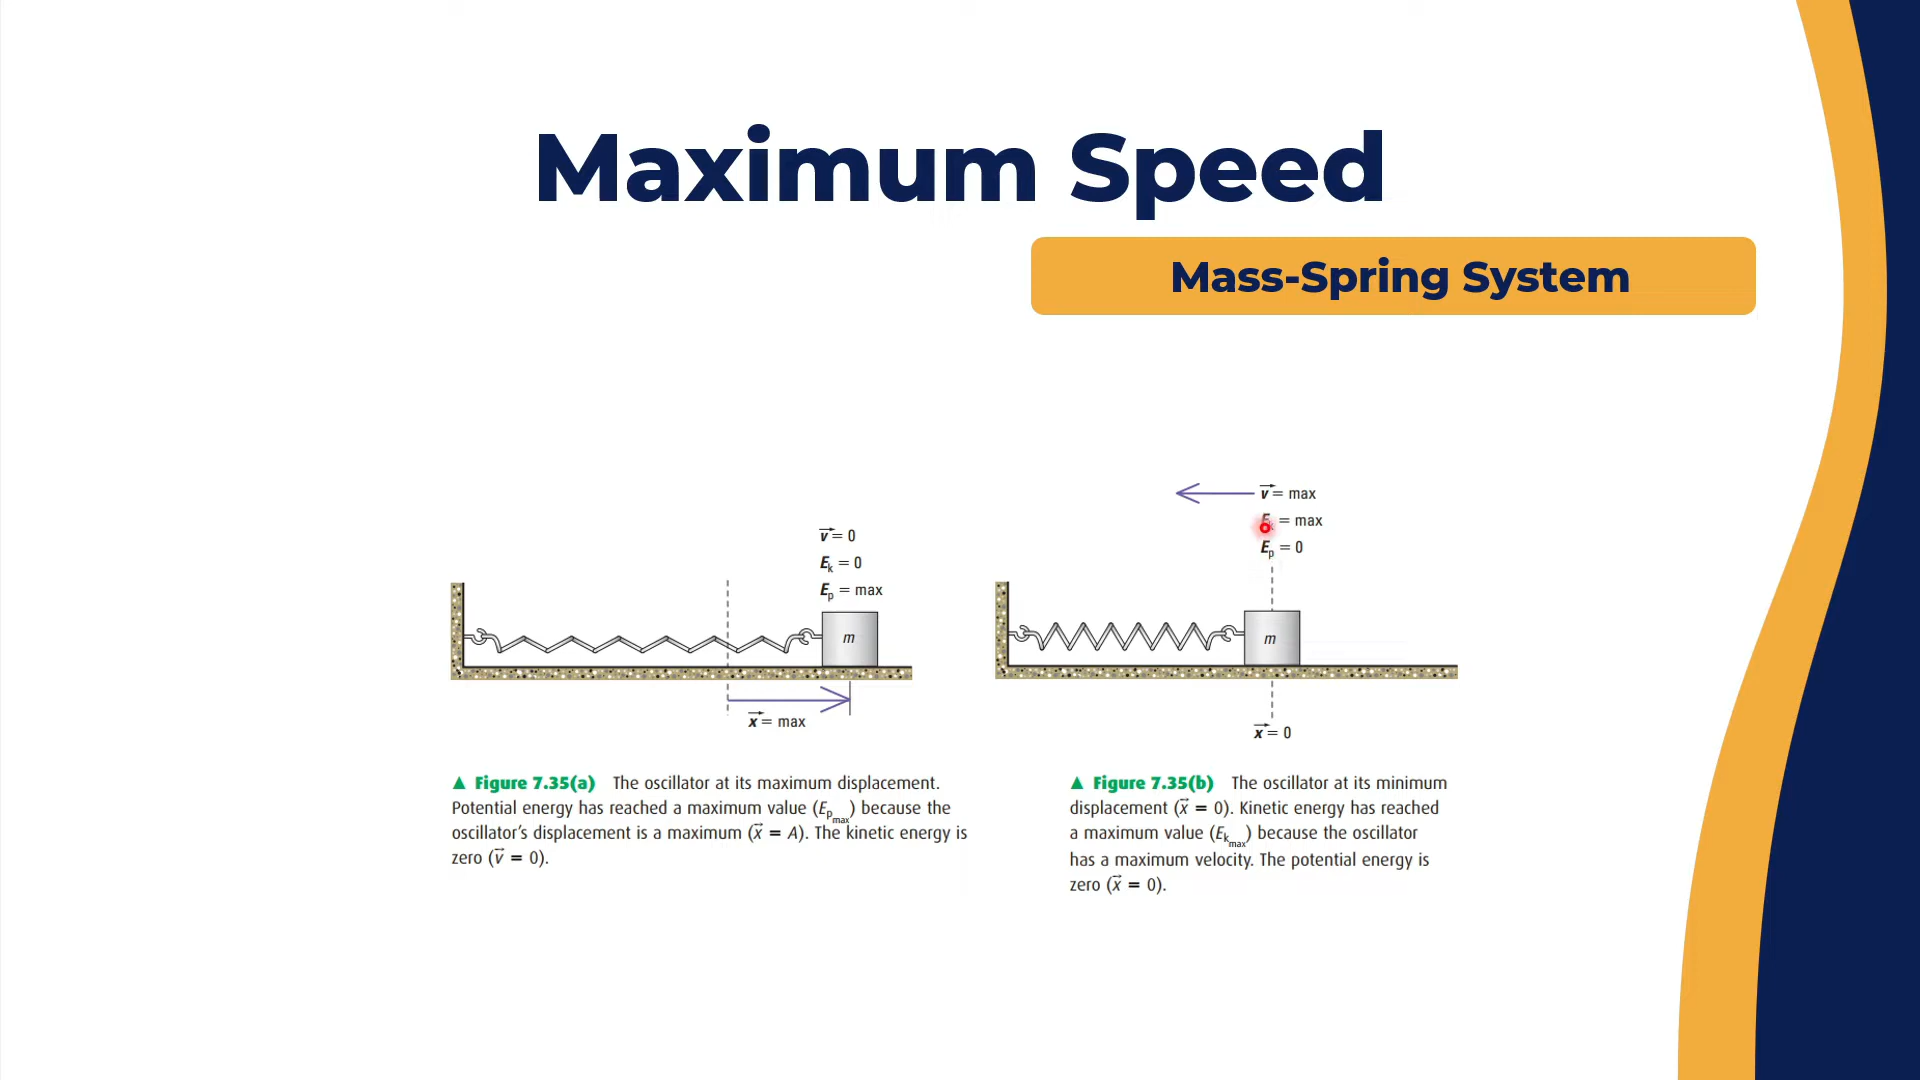 Maximum Speed
Mass-Spring System
v = 0
Ek = 0
Ep = max
m
x = max
▲ Figure 7.35(a) The oscillator at its maximum displacement.
Potential energy has reached a maximum value (Epmax) because the
oscillator's displacement is a maximum (x = A). The kinetic energy is
zero (v = 0).
v = max
= max
Ep = 0
m
x = 0
▲ Figure 7.35(b) The oscillator at its minimum
displacement (x = 0). Kinetic energy has reached
a maximum value (Ekmax) because the oscillator
has a maximum velocity. The potential energy is
zero (x = 0).